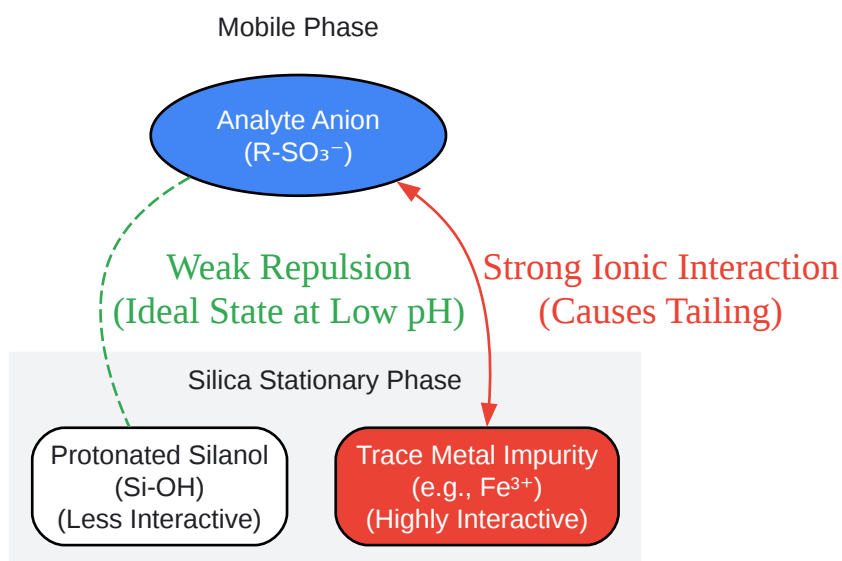 Mobile Phase
Analyte Anion
(R-SO₃⁻)
Weak Repulsion
(Ideal State at Low pH)
Strong Ionic Interaction
(Causes Tailing)
Silica Stationary Phase
Protonated Silanol
(Si-OH)
(Less Interactive)
Trace Metal Impurity
(e.g., Fe³⁺)
(Highly Interactive)